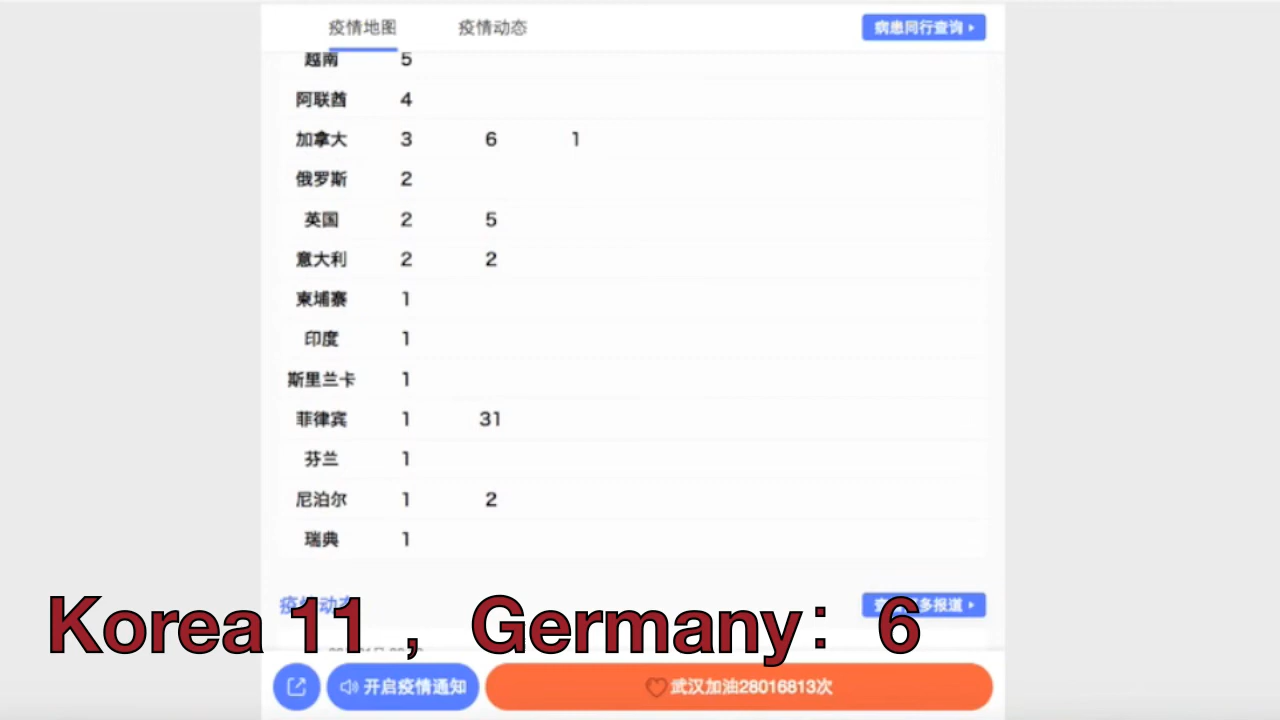 疫情地图 疫情动态 病患同行查询
越南 5
阿联酋 4
加拿大 3 6 1
俄罗斯 2
英国 2 5
意大利 2 2
柬埔寨 1
印度 1
斯里兰卡 1
菲律宾 1 31
芬兰 1
尼泊尔 1 2
瑞典 1
多报道
Korea 11 ， Germany： 6
开启疫情通知 武汉加油28016813次